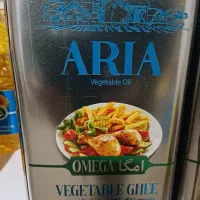 ARIA
Vegetable Oil
OMEGA امگا
VEGETABLE GHEE